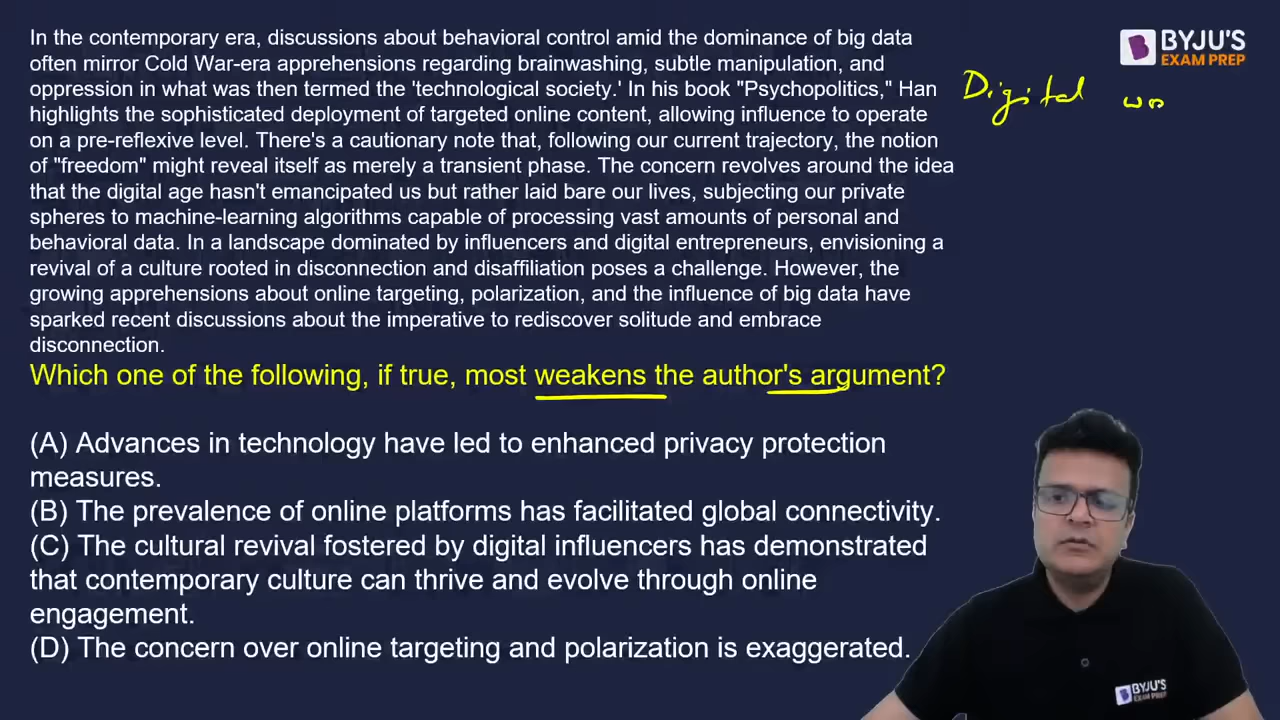 In the contemporary era, discussions about behavioral control amid the dominance of big data
often mirror Cold War-era apprehensions regarding brainwashing, subtle manipulation, and
oppression in what was then termed the 'technological society.' In his book "Psychopolitics," Han
highlights the sophisticated deployment of targeted online content, allowing influence to operate
on a pre-reflexive level. There's a cautionary note that, following our current trajectory, the notion
of "freedom" might reveal itself as merely a transient phase. The concern revolves around the idea
that the digital age hasn't emancipated us but rather laid bare our lives, subjecting our private
spheres to machine-learning algorithms capable of processing vast amounts of personal and
behavioral data. In a landscape dominated by influencers and digital entrepreneurs, envisioning a
revival of a culture rooted in disconnection and disaffiliation poses a challenge. However, the
growing apprehensions about online targeting, polarization, and the influence of big data have
sparked recent discussions about the imperative to rediscover solitude and embrace
disconnection.
Which one of the following, if true, most weakens the author's argument?
(A) Advances in technology have led to enhanced privacy protection
measures.
(B) The prevalence of online platforms has facilitated global connectivity.
(C) The cultural revival fostered by digital influencers has demonstrated
that contemporary culture can thrive and evolve through online
engagement.
(D) The concern over online targeting and polarization is exaggerated.
Digital
BYJU'S
EXAM PREP
BYJU'S
EXAM PREP